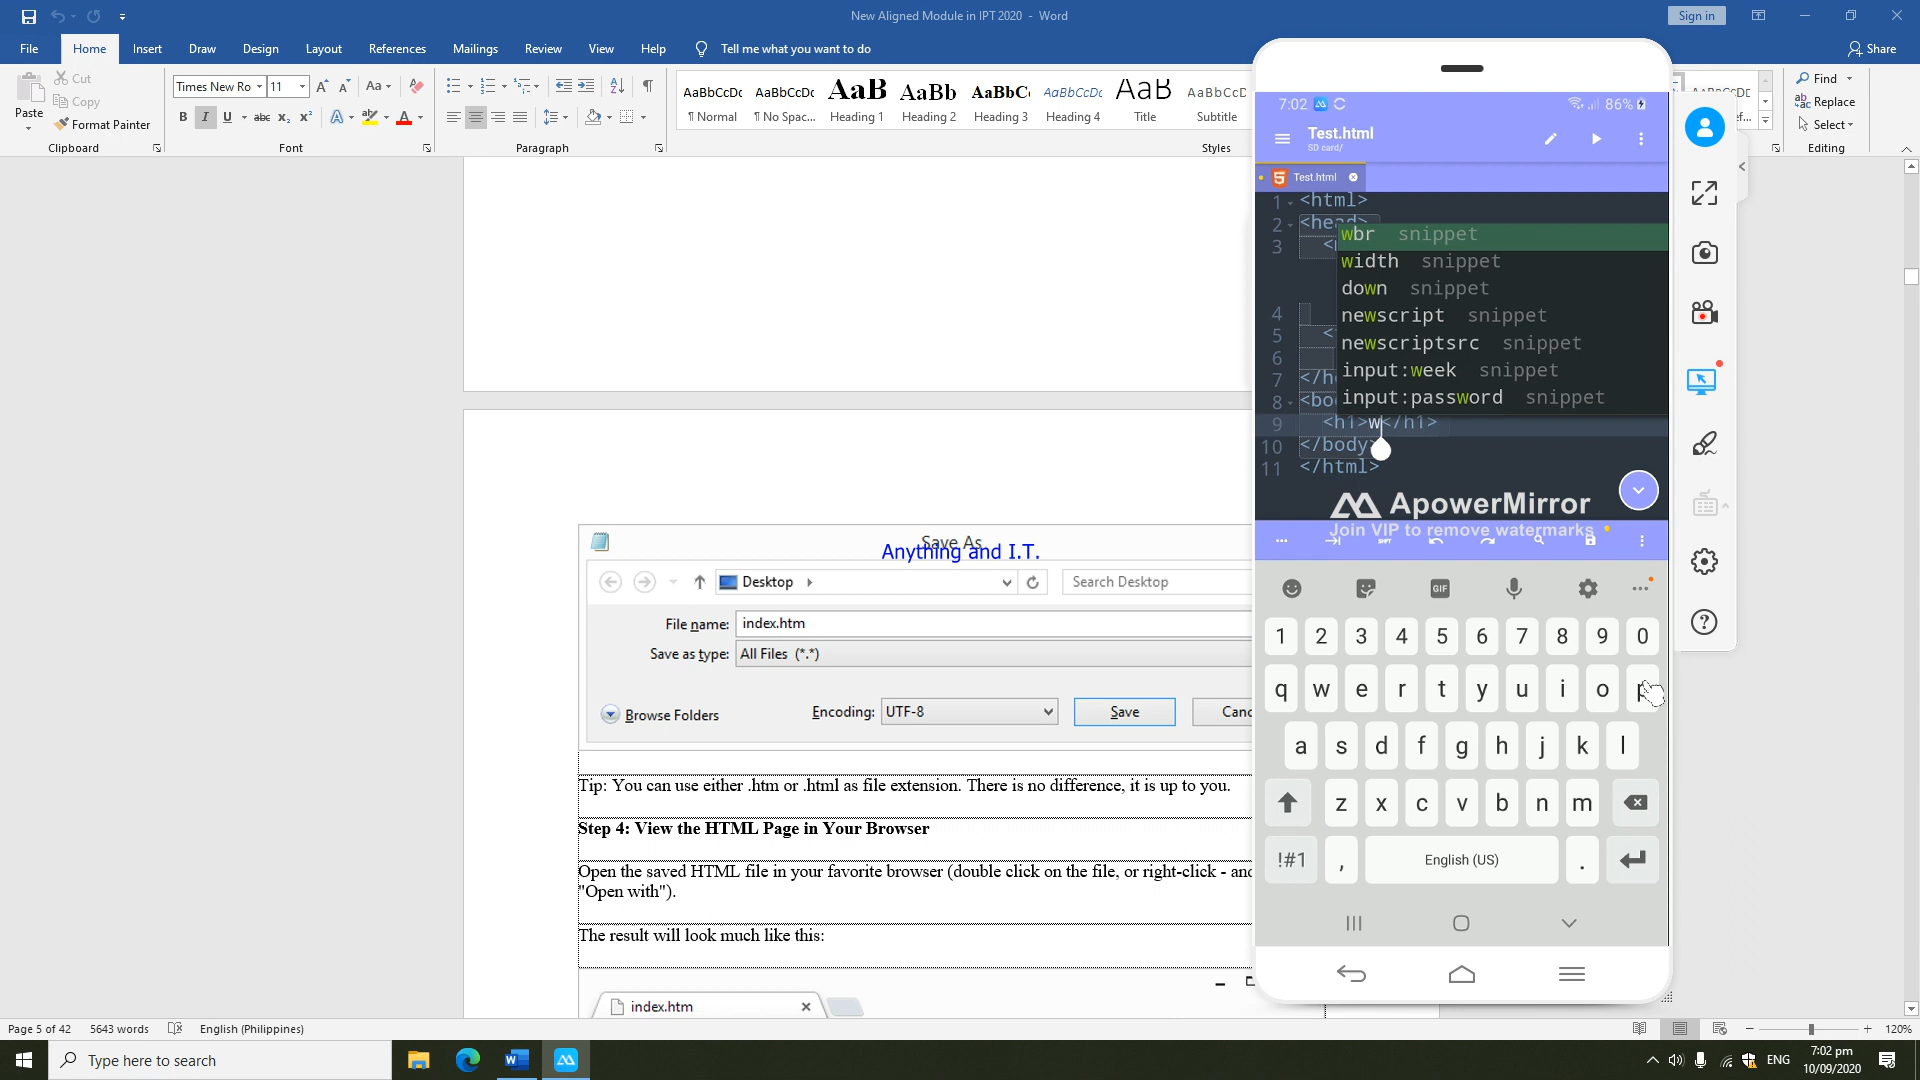 New Aligned Module in IPT 2020 - Word
Sign in
File Home Insert Draw Design Layout References Mailings Review View Help Tell me what you want to do
Share
Paste
Cut
Copy
Format Painter
Clipboard
Times New Ro 11
Font
Paragraph
AaBbCcDc AaBbCcDc AaB AaBb AaBbC AaBbCcDc AaB AaBbCcD
¶ Normal ¶ No Spac... Heading 1 Heading 2 Heading 3 Heading 4 Title Subtitle
Styles
Find
Replace
Select
Editing
Save As
Anything and I.T.
Desktop
Search Desktop
File name: index.htm
Save as type: All Files (*.*)
Browse Folders
Encoding: UTF-8
Save
Canc
Tip: You can use either .htm or .html as file extension. There is no difference, it is up to you.
Step 4: View the HTML Page in Your Browser
Open the saved HTML file in your favorite browser (double click on the file, or right-click - and
"Open with").
The result will look much like this:
index.htm
7:02
86%
Test.html
SD card/
Test.html
1 <html>
2 <head>
3
4
5
6
7 </he
8 <bo
9 <h1>w</h1>
10 </body>
11 </html>
wbr snippet
width snippet
down snippet
newscript snippet
newscriptsrc snippet
input:week snippet
input:password snippet
ApowerMirror
Join VIP to remove watermarks
GIF
1 2 3 4 5 6 7 8 9 0
q w e r t y u i o p
a s d f g h j k l
z x c v b n m
!#1 , English (US) .
Page 5 of 42 5643 words English (Philippines)
120%
Type here to search
ENG
7:02 pm
10/09/2020